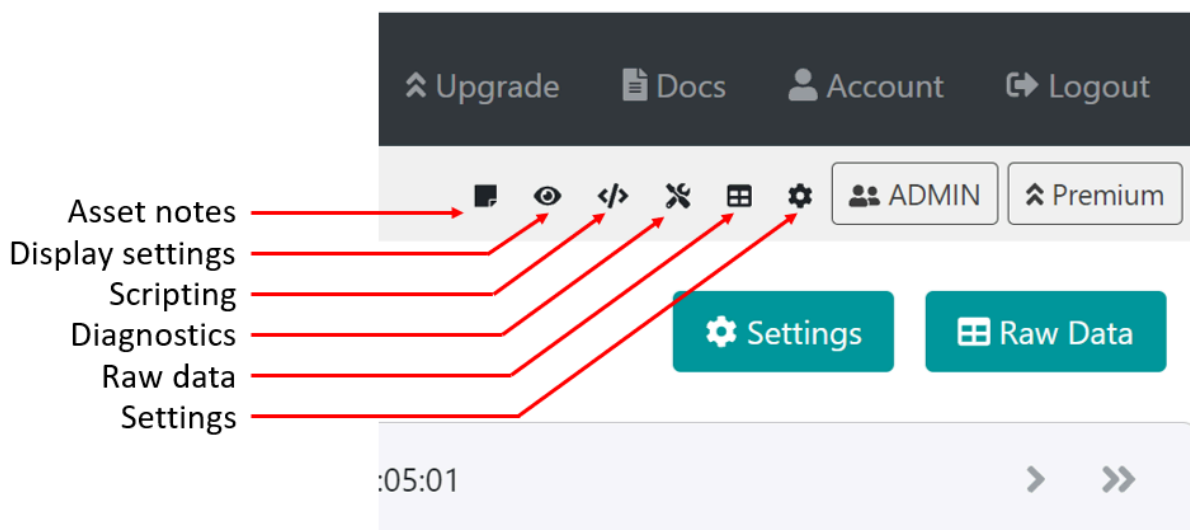 Upgrade Docs Account Logout
Asset notes
Display settings
Scripting
Diagnostics
Raw data
Settings
ADMIN Premium
Settings Raw Data
:05:01